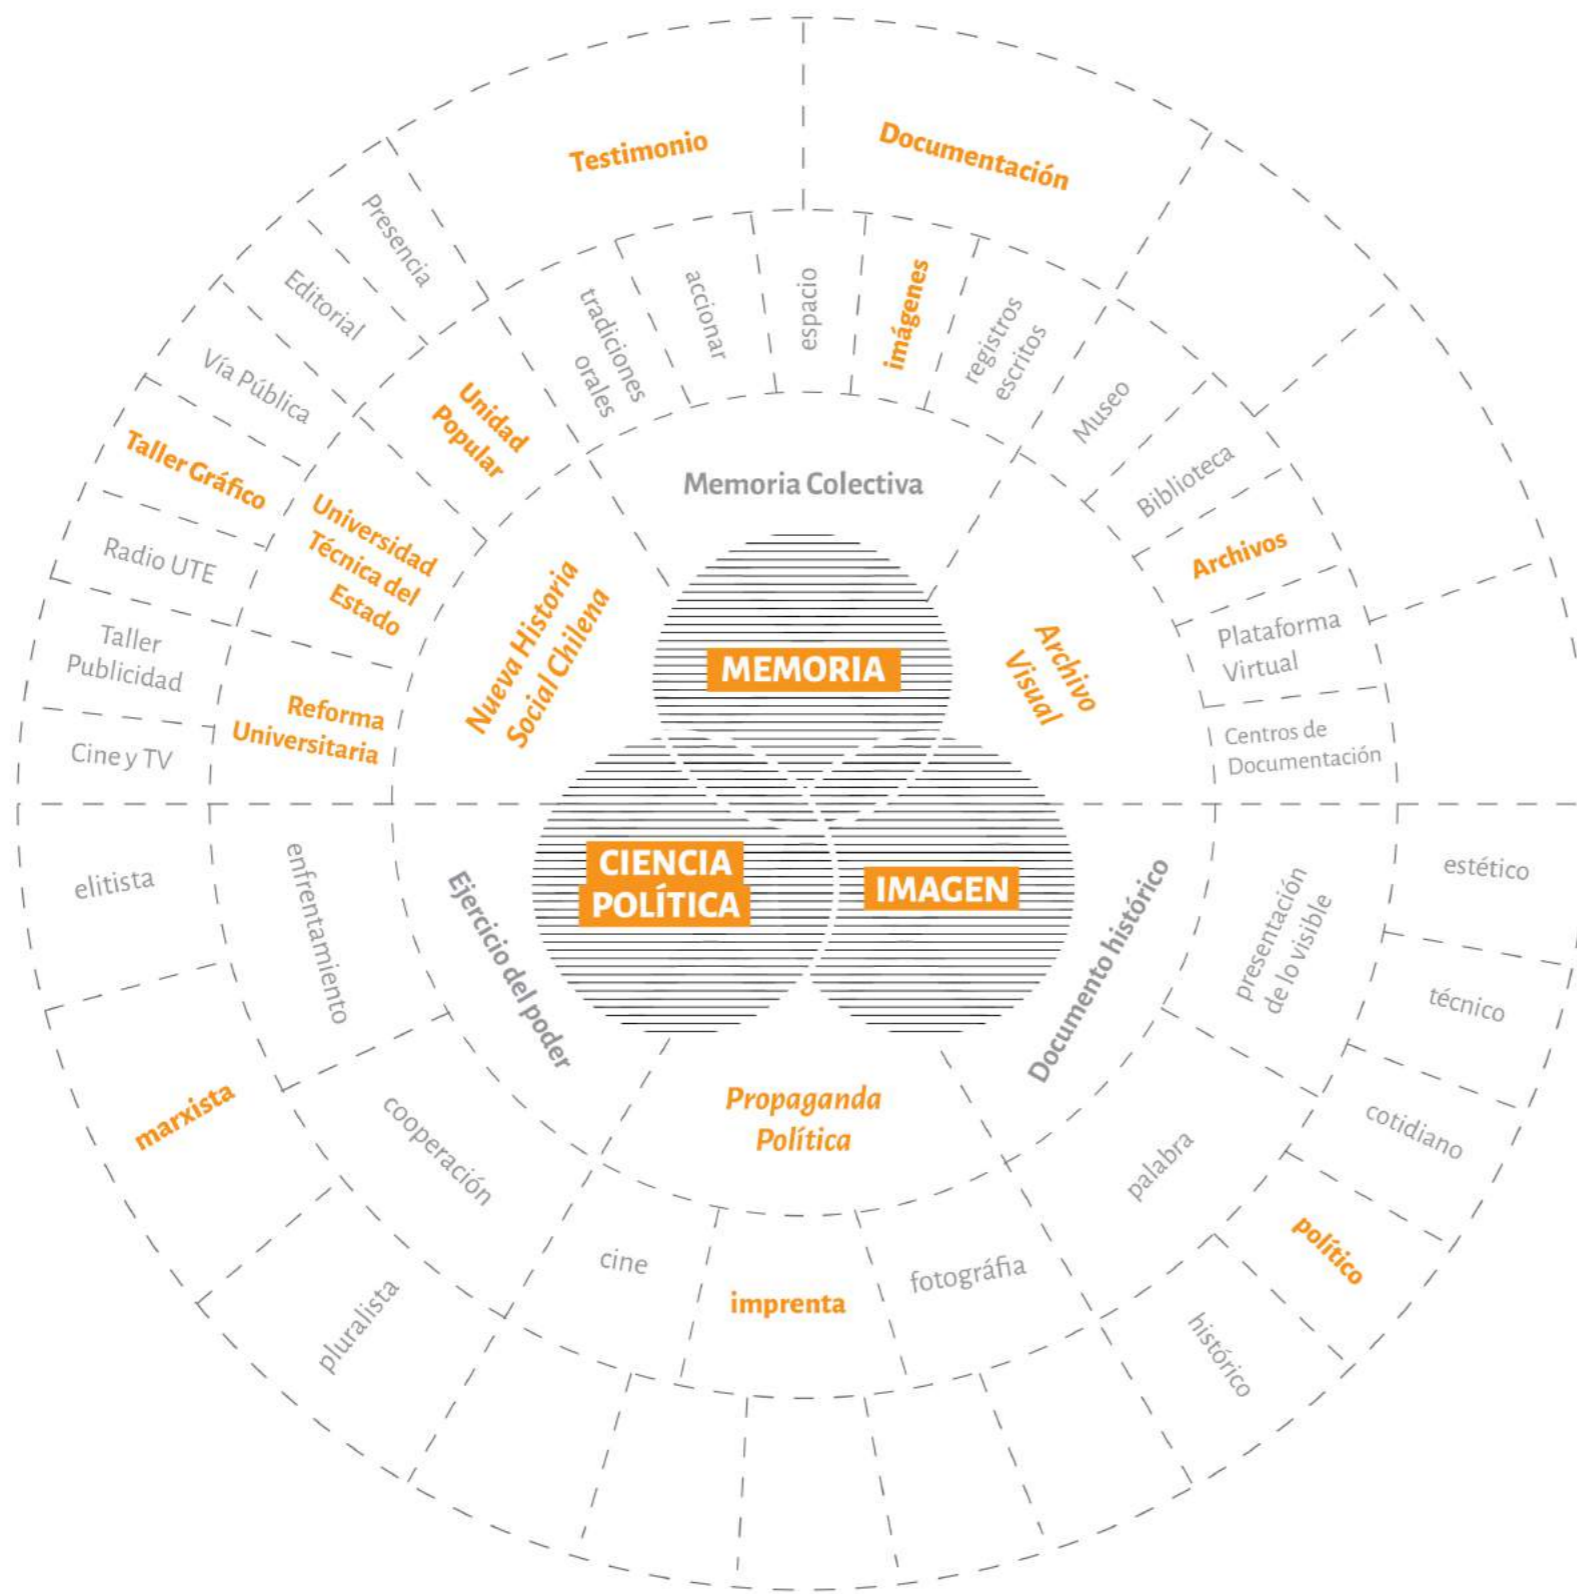 Testimonio
Documentación
Presencia
Editorial
Vía Pública
Taller Gráfico
Radio UTE
Taller
Publicidad
Cine y TV
Unidad
Popular
Universidad
Técnica del
Estado
Reforma
Universitaria
tradiciones
orales
accionar
espacio
imágenes
registros
escritos
Museo
Biblioteca
Archivos
Plataforma
Virtual
Centros de
Documentación
Memoria Colectiva
Nueva Historia
Social Chilena
Archivo
Visual
MEMORIA
CIENCIA
POLÍTICA
IMAGEN
Ejercicio del poder
Documento histórico
Propaganda
Política
elitista
marxista
pluralista
enfrentamiento
cooperación
cine
imprenta
fotográfia
palabra
presentación
de lo visible
estético
técnico
cotidiano
político
histórico